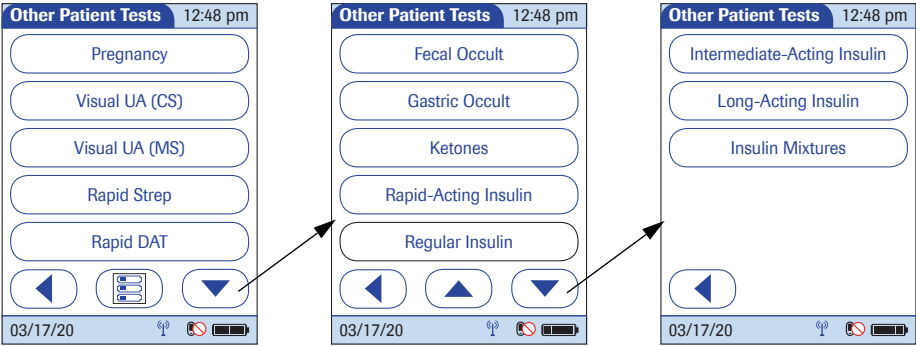 Other Patient Tests 12:48 pm
Pregnancy
Visual UA (CS)
Visual UA (MS)
Rapid Strep
Rapid DAT
03/17/20
Other Patient Tests 12:48 pm
Fecal Occult
Gastric Occult
Ketones
Rapid-Acting Insulin
Regular Insulin
03/17/20
Other Patient Tests 12:48 pm
Intermediate-Acting Insulin
Long-Acting Insulin
Insulin Mixtures
03/17/20